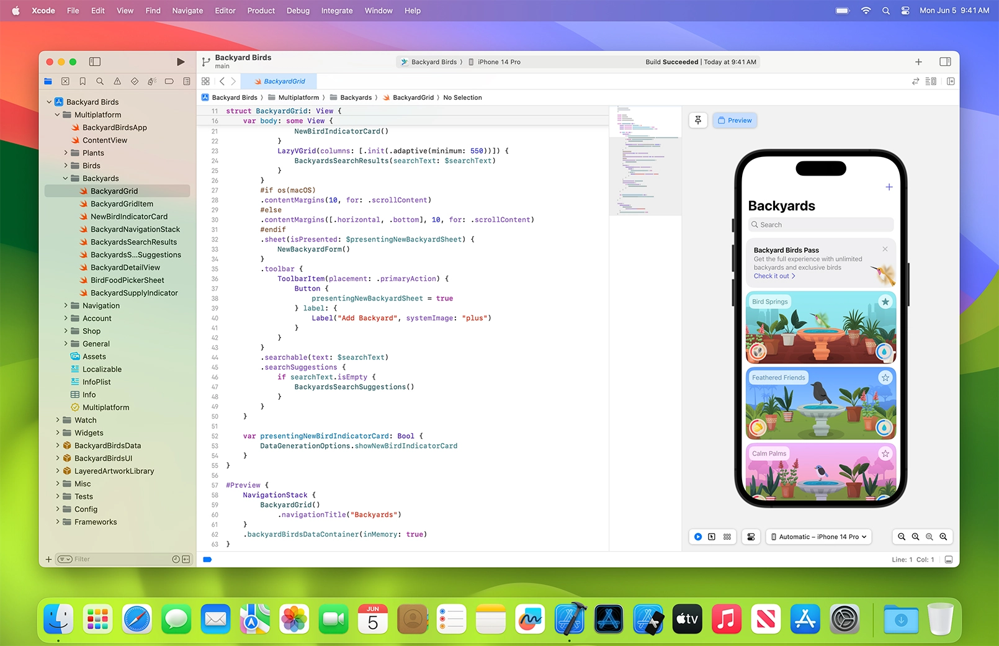 Xcode File Edit View Find Navigate Editor Product Debug Integrate Window Help
Mon Jun 5 9:41 AM
Backyard Birds
main
Backyard Birds 〉 iPhone 14 Pro
Build Succeeded | Today at 9:41 AM
BackyardGrid
Backyard Birds 〉 Multiplatform 〉 Backyards 〉 BackyardGrid 〉 No Selection
Backyard Birds
Multiplatform
BackyardBirdsApp
ContentView
Plants
Birds
Backyards
BackyardGrid
BackyardGridItem
NewBirdIndicatorCard
BackyardNavigationStack
BackyardsSearchResults
BackyardsS...Suggestions
BackyardDetailView
BirdFoodPickerSheet
BackyardSupplyIndicator
Navigation
Account
Shop
General
Assets
Localizable
InfoPlist
Info
Multiplatform
Watch
Widgets
BackyardBirdsData
BackyardBirdsUI
LayeredArtworkLibrary
Misc
Tests
Config
Frameworks
Filter
11 struct BackyardGrid: View {
16 var body: some View {
21 NewBirdIndicatorCard()
22 }
23 LazyVGrid(columns: [.init(.adaptive(minimum: 550))]) {
24 BackyardsSearchResults(searchText: $searchText)
25 }
26 }
27 #if os(macOS)
28 .contentMargins(10, for: .scrollContent)
29 #else
30 .contentMargins([.horizontal, .bottom], 10, for: .scrollContent)
31 #endif
32 .sheet(isPresented: $presentingNewBackyardSheet) {
33 NewBackyardForm()
34 }
35 .toolbar {
36 ToolbarItem(placement: .primaryAction) {
37 Button {
38 presentingNewBackyardSheet = true
39 } label: {
40 Label("Add Backyard", systemImage: "plus")
41 }
42 }
43 }
44 .searchable(text: $searchText)
45 .searchSuggestions {
46 if searchText.isEmpty {
47 BackyardsSearchSuggestions()
48 }
49 }
50 }
51
52 var presentingNewBirdIndicatorCard: Bool {
53 DataGenerationOptions.showNewBirdIndicatorCard
54 }
55 }
56
57 #Preview {
58 NavigationStack {
59 BackyardGrid()
60 .navigationTitle("Backyards")
61 }
62 .backyardBirdsDataContainer(inMemory: true)
63 }
Preview
Backyards
Search
Backyard Birds Pass
Get the full experience with unlimited
backyards and exclusive birds
Check it out
Bird Springs
Feathered Friends
Calm Palms
Automatic – iPhone 14 Pro
Line: 1 Col: 1
JUN
5
tv